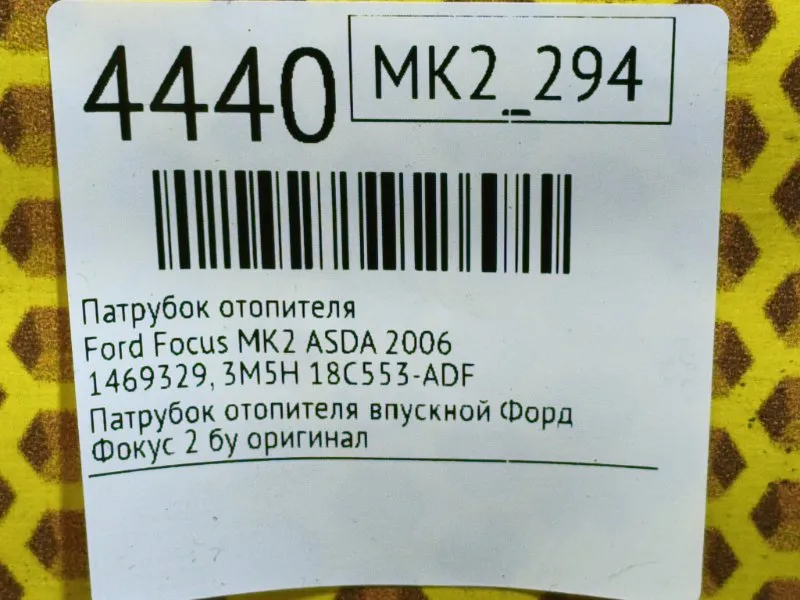 4440
MK2_294
Патрубок отопителя
Ford Focus MK2 ASDA 2006
1469329, 3M5H 18C553-ADF
Патрубок отопителя впускной Форд
Фокус 2 бу оригинал